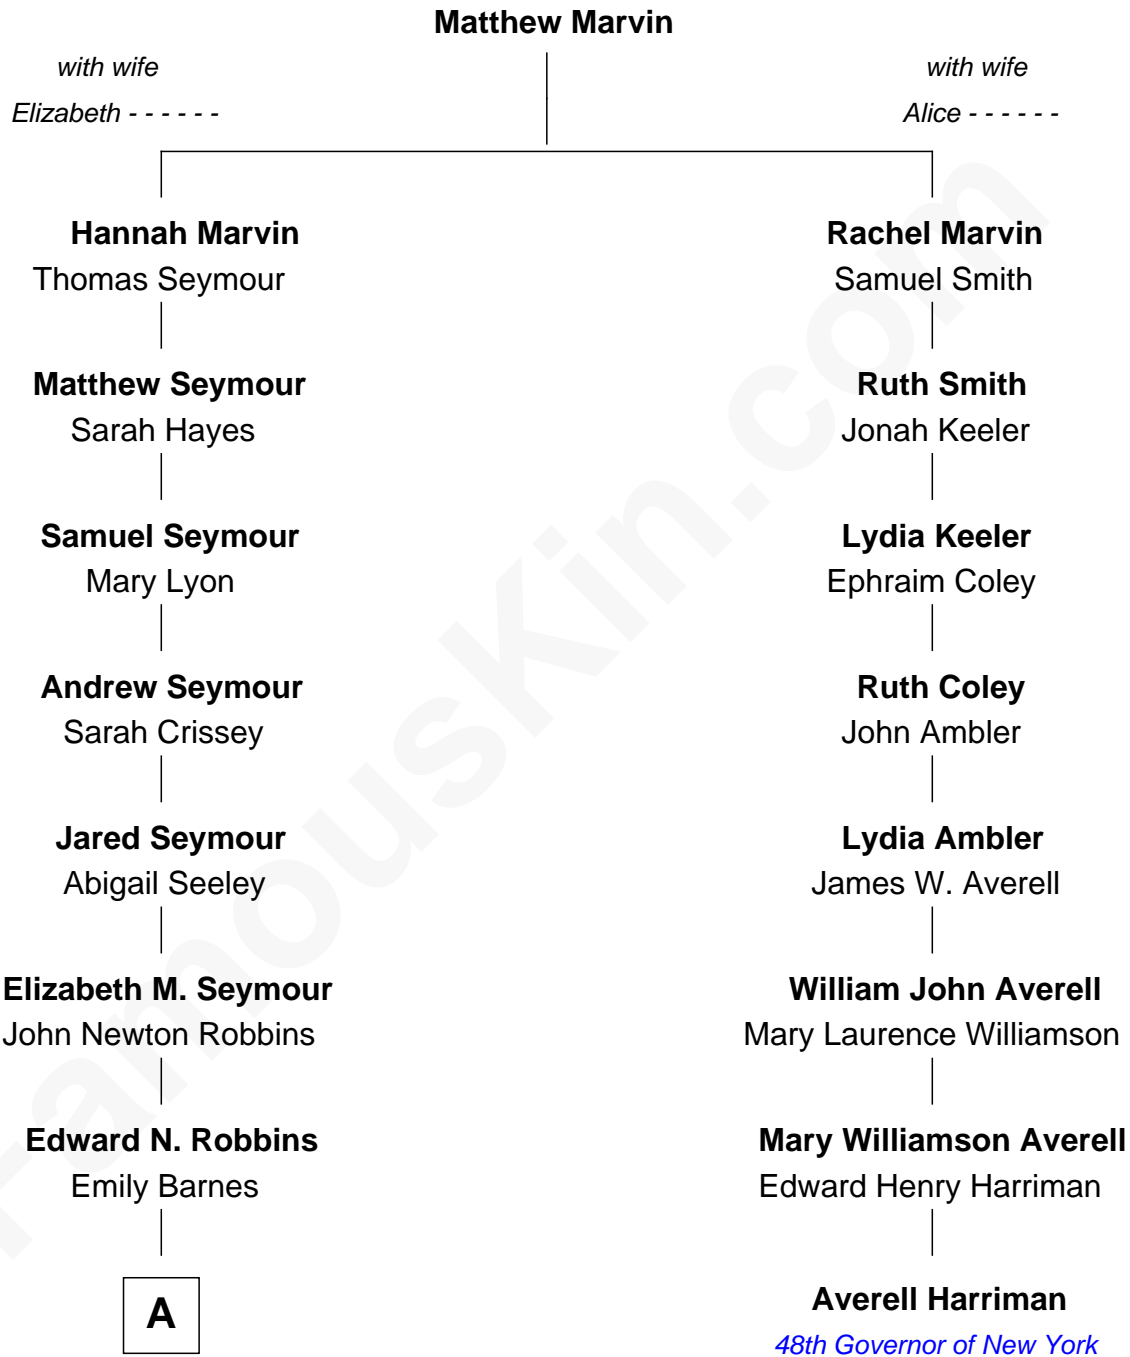 Matthew Marvin
with wife
Elizabeth - - - - - -
with wife
Alice - - - - - -
Hannah Marvin
Thomas Seymour
Rachel Marvin
Samuel Smith
Matthew Seymour
Sarah Hayes
Ruth Smith
Jonah Keeler
Samuel Seymour
Mary Lyon
Lydia Keeler
Ephraim Coley
Andrew Seymour
Sarah Crissey
Ruth Coley
John Ambler
Jared Seymour
Abigail Seeley
Lydia Ambler
James W. Averell
Elizabeth M. Seymour
John Newton Robbins
William John Averell
Mary Laurence Williamson
Edward N. Robbins
Emily Barnes
Mary Williamson Averell
Edward Henry Harriman
A
Averell Harriman
48th Governor of New York
FamousKin.com